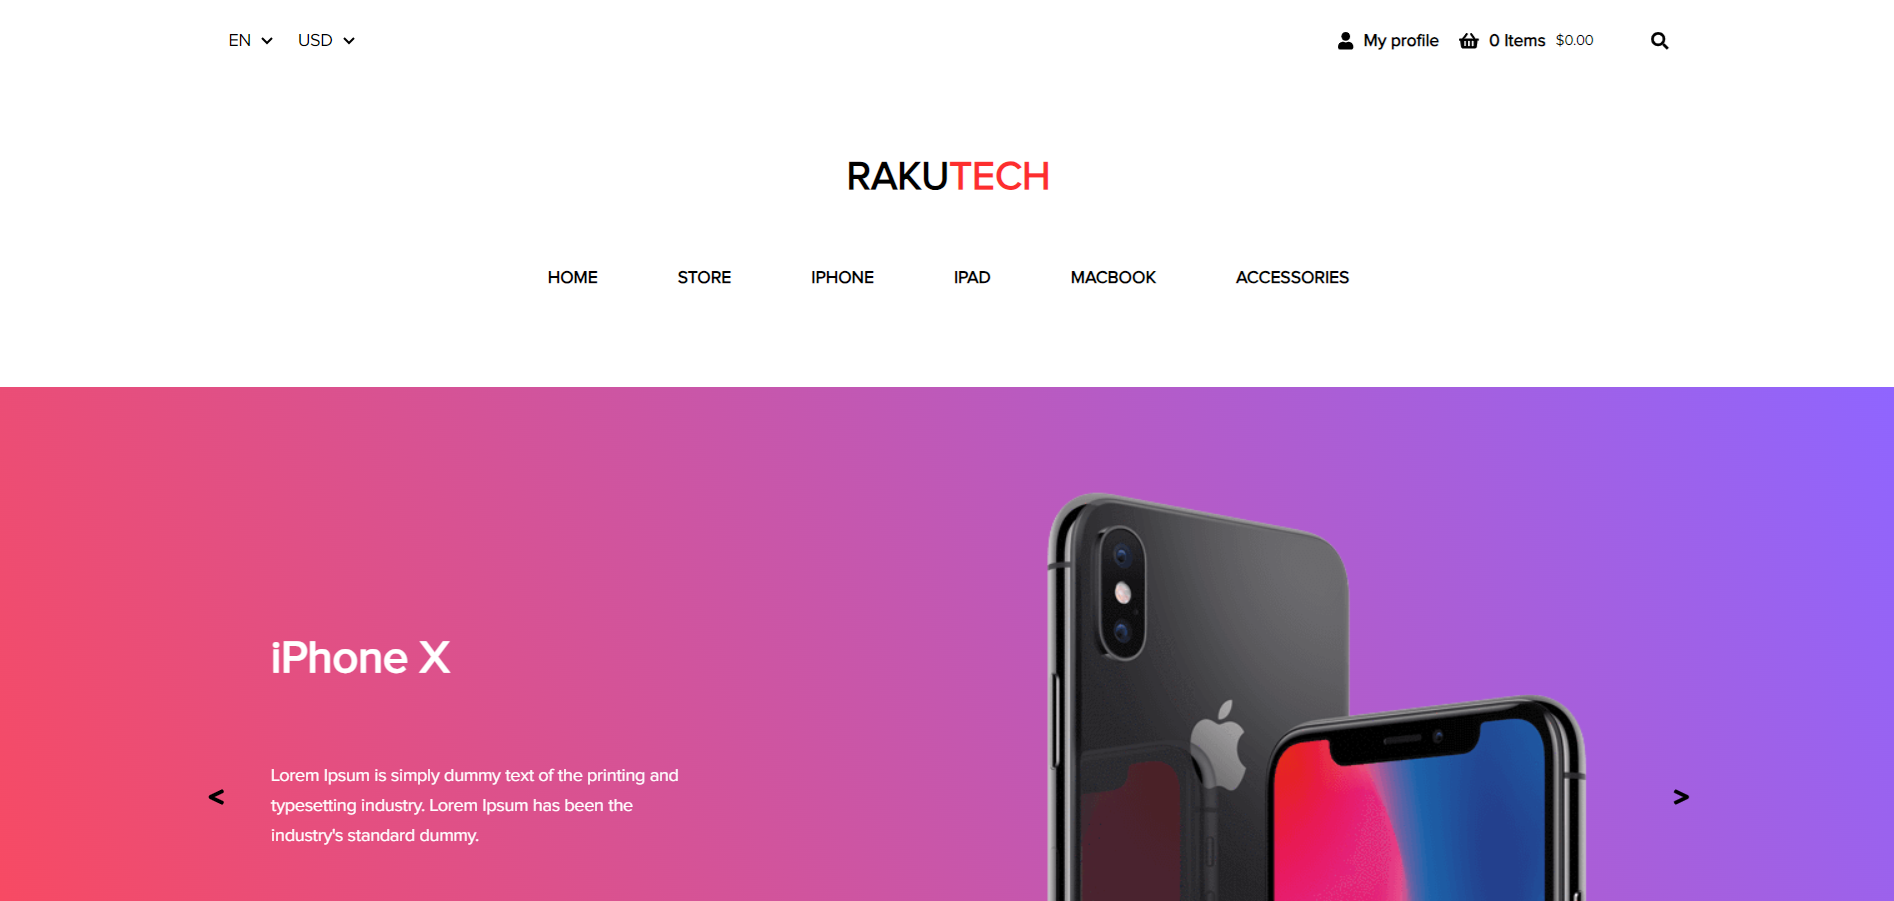 EN USD My profile 0 Items $0.00
RAKUTECH
HOME STORE IPHONE IPAD MACBOOK ACCESSORIES
iPhone X
Lorem Ipsum is simply dummy text of the printing and
typesetting industry. Lorem Ipsum has been the
industry's standard dummy.
< >